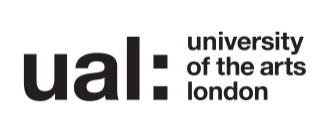 ual:
university
of the arts
london